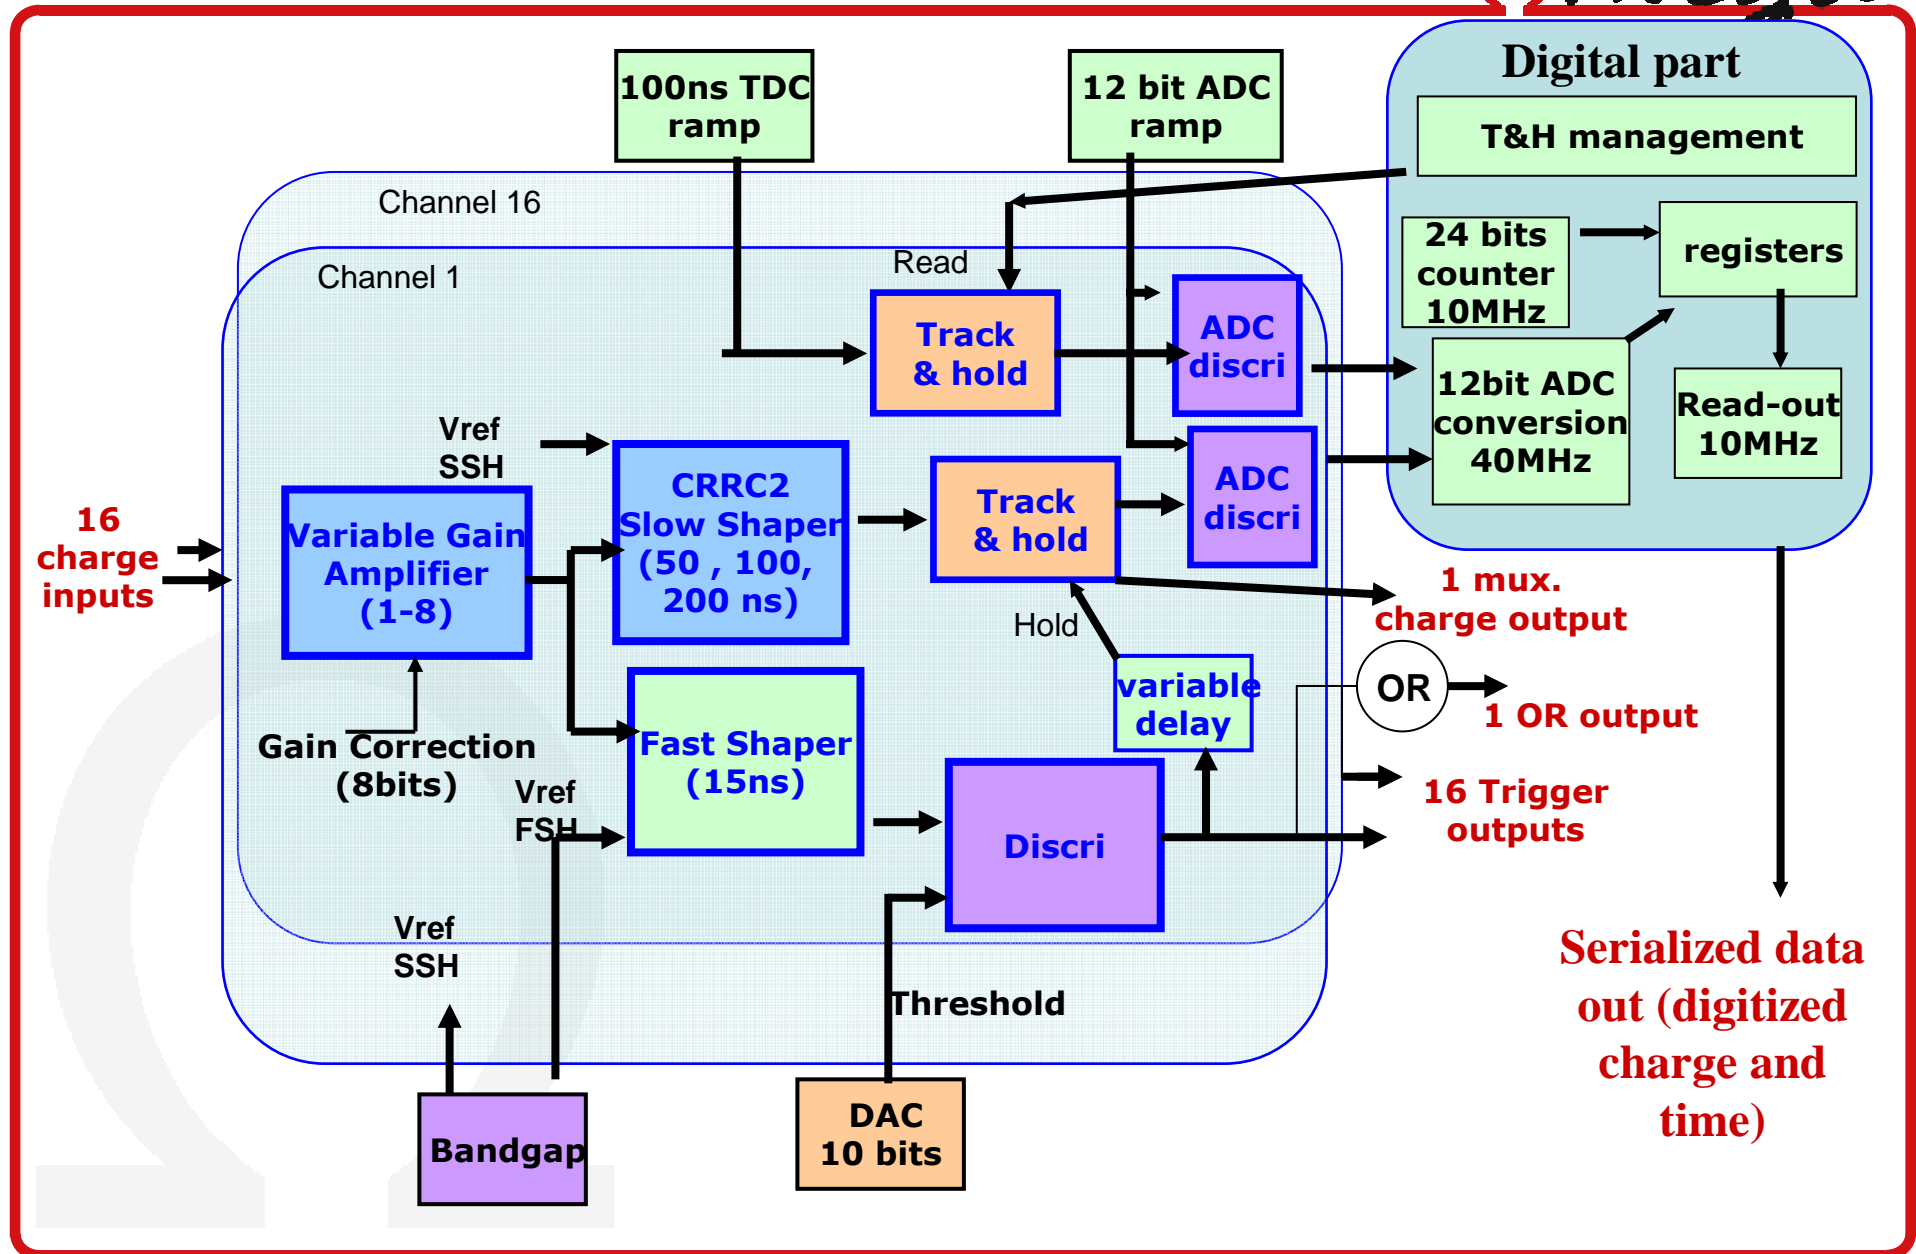 Digital part
100ns TDC
ramp
12 bit ADC
ramp
T&H management
Channel 16
24 bits
counter
10MHz
registers
Channel 1
Read
Track
& hold
ADC
discri
12bit ADC
conversion
40MHz
Read-out
10MHz
Vref
SSH
CRRC2
Slow Shaper
(50 , 100,
200 ns)
Track
& hold
ADC
discri
16
charge
inputs
Variable Gain
Amplifier
(1-8)
1 mux.
charge output
Hold
OR
1 OR output
variable
delay
Gain Correction
(8bits)
Fast Shaper
(15ns)
Vref
FSH
Discri
16 Trigger
outputs
Vref
SSH
Threshold
Serialized data
out (digitized
charge and
time)
Bandgap
DAC
10 bits
Ω